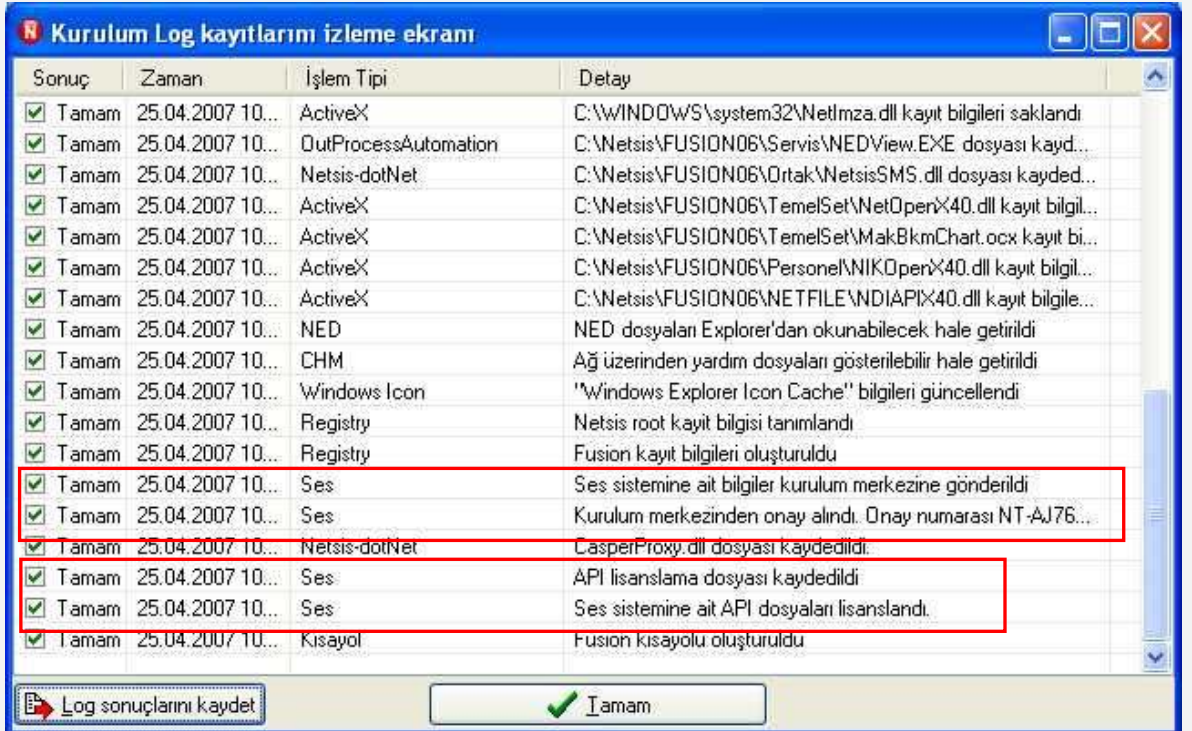 Kurulum Log kayıtlarını izleme ekranı
Sonuç Zaman İşlem Tipi Detay
Tamam 25.04.2007 10... ActiveX C:\WINDOWS\system32\NetImza.dll kayıt bilgileri saklandı
Tamam 25.04.2007 10... OutProcessAutomation C:\Netsis\FUSION06\Servis\NEDView.EXE dosyası kayd...
Tamam 25.04.2007 10... Netsis-dotNet C:\Netsis\FUSION06\Ortak\NetsisSMS.dll dosyası kayded...
Tamam 25.04.2007 10... ActiveX C:\Netsis\FUSION06\TemelSet\NetOpenX40.dll kayıt bilgil...
Tamam 25.04.2007 10... ActiveX C:\Netsis\FUSION06\TemelSet\MakBkmChart.ocx kayıt bi...
Tamam 25.04.2007 10... ActiveX C:\Netsis\FUSION06\Personel\NIKOpenX40.dll kayıt bilgil...
Tamam 25.04.2007 10... ActiveX C:\Netsis\FUSION06\NETFILE\NDIAPIX40.dll kayıt bilgile...
Tamam 25.04.2007 10... NED NED dosyaları Explorer'dan okunabilecek hale getirildi
Tamam 25.04.2007 10... CHM Ağ üzerinden yardım dosyaları gösterilebilir hale getirildi
Tamam 25.04.2007 10... Windows Icon "Windows Explorer Icon Cache" bilgileri güncellendi
Tamam 25.04.2007 10... Registry Netsis root kayit bilgisi tanımlandı
Tamam 25.04.2007 10... Registry Fusion kayıt bilgileri oluşturuldu
Tamam 25.04.2007 10... Ses Ses sistemine ait bilgiler kurulum merkezine gönderildi
Tamam 25.04.2007 10... Ses Kurulum merkezinden onay alındı. Onay numarası NT-AJ76...
Tamam 25.04.2007 10... Netsis-dotNet CasperProxy.dll dosyası kaydedildi.
Tamam 25.04.2007 10... Ses API lisanslama dosyası kaydedildi
Tamam 25.04.2007 10... Ses Ses sistemine ait API dosyaları lisanslandı.
Tamam 25.04.2007 10... Kısayol Fusion kısayolu oluşturuldu
Log sonuçlarını kaydet Tamam